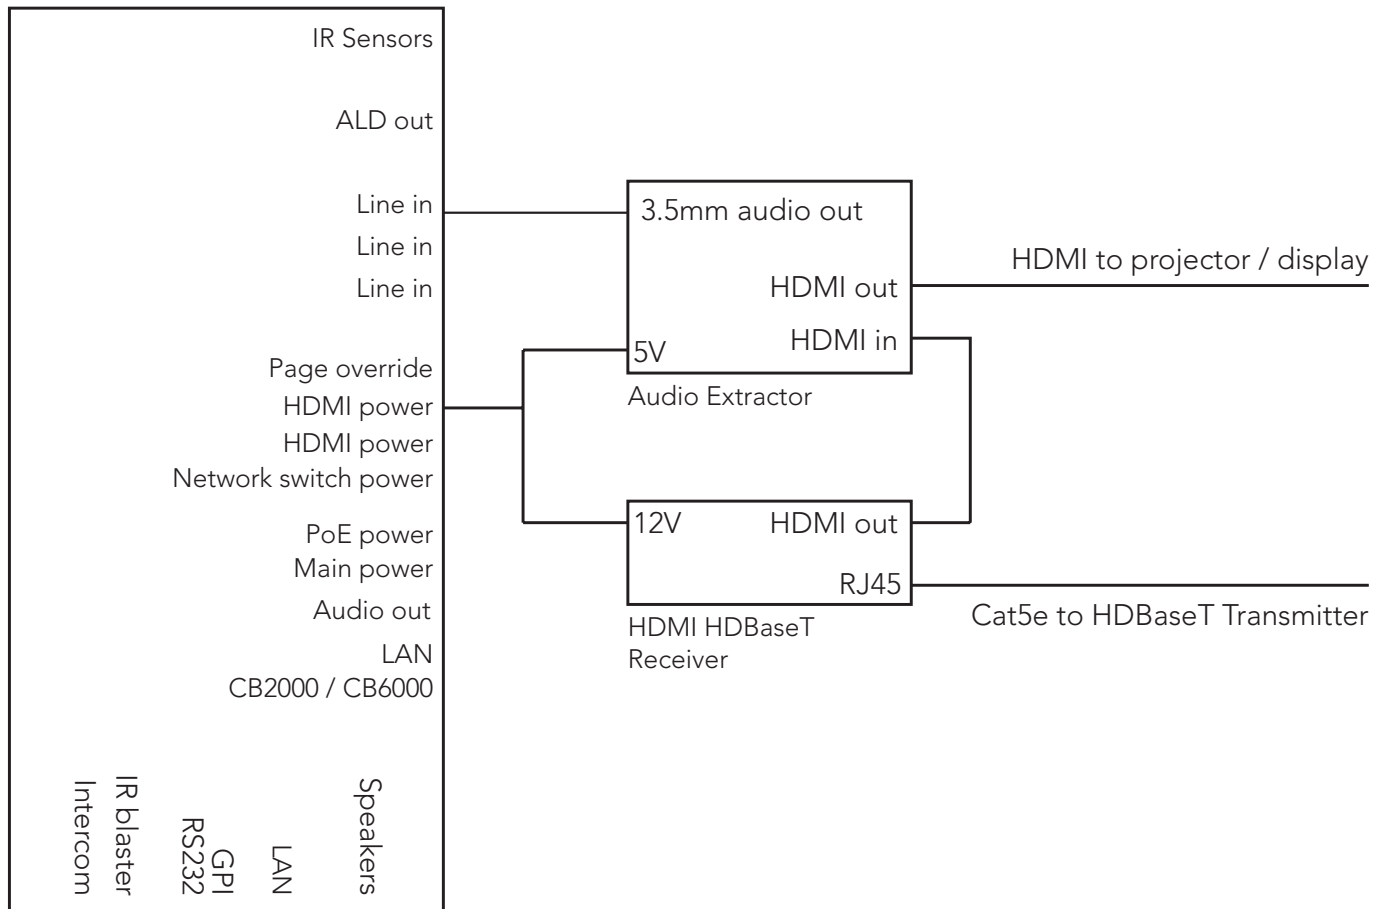 IR Sensors
ALD out
Line in
Line in
Line in
Page override
HDMI power
HDMI power
Network switch power
PoE power
Main power
Audio out
LAN
CB2000 / CB6000
Intercom
IR blaster
RS232
GPI
LAN
Speakers
3.5mm audio out
HDMI out
HDMI in
5V
Audio Extractor
HDMI to projector / display
12V
HDMI out
RJ45
HDMI HDBaseT
Receiver
Cat5e to HDBaseT Transmitter